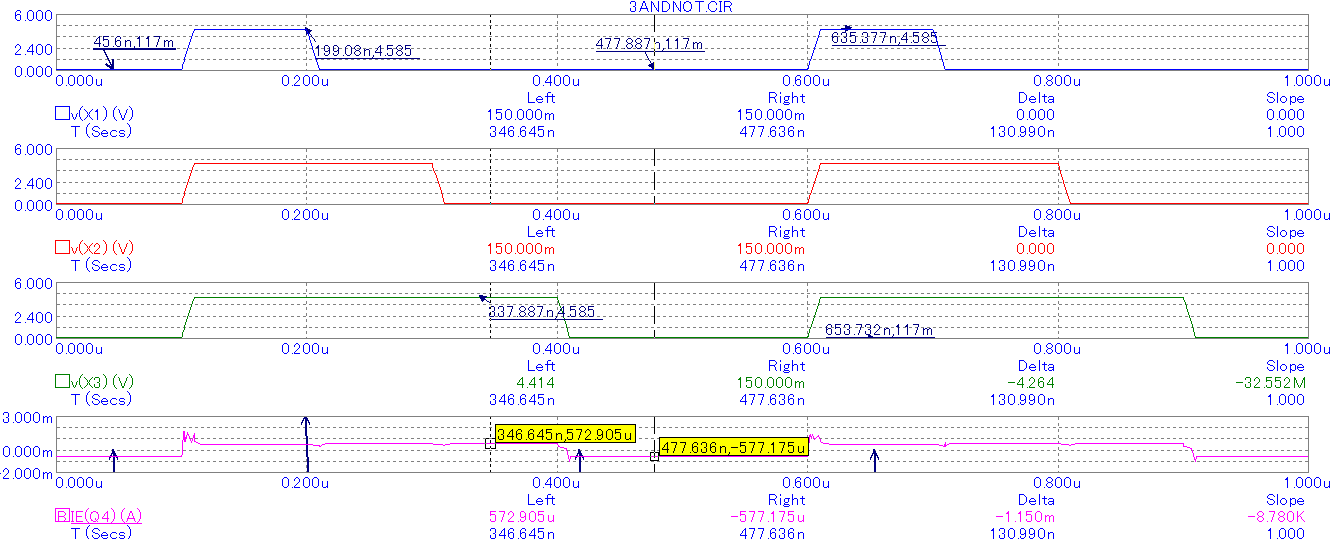 3ANDNOT.CIR
6.000
45.6n,117m 199.08n,4.585 477.887n,117m 635.377n,4.585
2.400
0.000
0.000u 0.200u 0.400u 0.600u 0.800u 1.000u
Left Right Delta Slope
v(X1) (V) 150.000m 150.000m 0.000 0.000
T (Secs) 346.645n 477.636n 130.990n 1.000
6.000
2.400
0.000
0.000u 0.200u 0.400u 0.600u 0.800u 1.000u
Left Right Delta Slope
v(X2) (V) 150.000m 150.000m 0.000 0.000
T (Secs) 346.645n 477.636n 130.990n 1.000
6.000
2.400 337.887n,4.585
0.000 653.732n,117m
0.000u 0.200u 0.400u 0.600u 0.800u 1.000u
Left Right Delta Slope
v(X3) (V) 4.414 150.000m -4.264 -32.552M
T (Secs) 346.645n 477.636n 130.990n 1.000
3.000m
346.645n,572.905u
0.000m 477.636n,-577.175u
-2.000m
0.000u 0.200u 0.400u 0.600u 0.800u 1.000u
Left Right Delta Slope
B IE(Q4) (A) 572.905u -577.175u -1.150m -8.780K
T (Secs) 346.645n 477.636n 130.990n 1.000